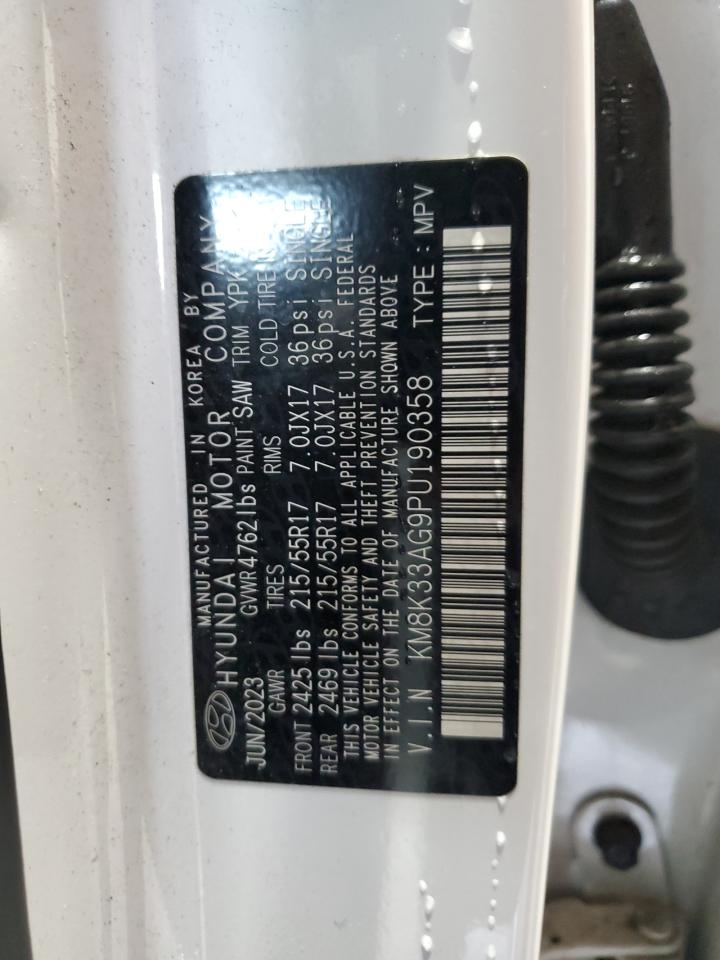 MANUFACTURED IN KOREA BY
HYUNDAI MOTOR COMPANY
JUN/2023 GVWR 4762 lbs PAINT SAW TRIM YPK
GAWR TIRES RIMS COLD TIRE
FRONT 2425 lbs 215/55R17 7.0JX17 36psi SINGLE
REAR 2469 lbs 215/55R17 7.0JX17 36psi SINGLE
THIS VEHICLE CONFORMS TO ALL APPLICABLE U.S.A. FEDERAL
MOTOR VEHICLE SAFETY AND THEFT PREVENTION STANDARDS
IN EFFECT ON THE DATE OF MANUFACTURE SHOWN ABOVE
V.I.N KM8K33AG9PU190358 TYPE : MPV